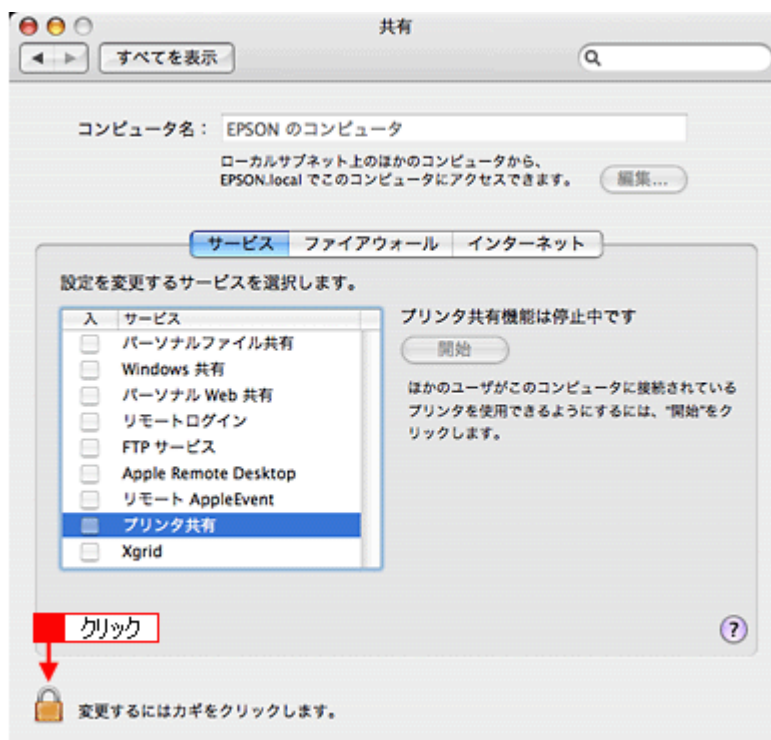 共有
すべてを表示
コンピュータ名： EPSON のコンピュータ
ローカルサブネット上のほかのコンピュータから、
EPSON.local でこのコンピュータにアクセスできます。
編集...
サービス ファイアウォール インターネット
設定を変更するサービスを選択します。
入 サービス
パーソナルファイル共有
Windows 共有
パーソナル Web 共有
リモートログイン
FTP サービス
Apple Remote Desktop
リモート AppleEvent
プリンタ共有
Xgrid
プリンタ共有機能は停止中です
開始
ほかのユーザがこのコンピュータに接続されている
プリンタを使用できるようにするには、“開始”をク
リックします。
クリック
?
変更するにはカギをクリックします。